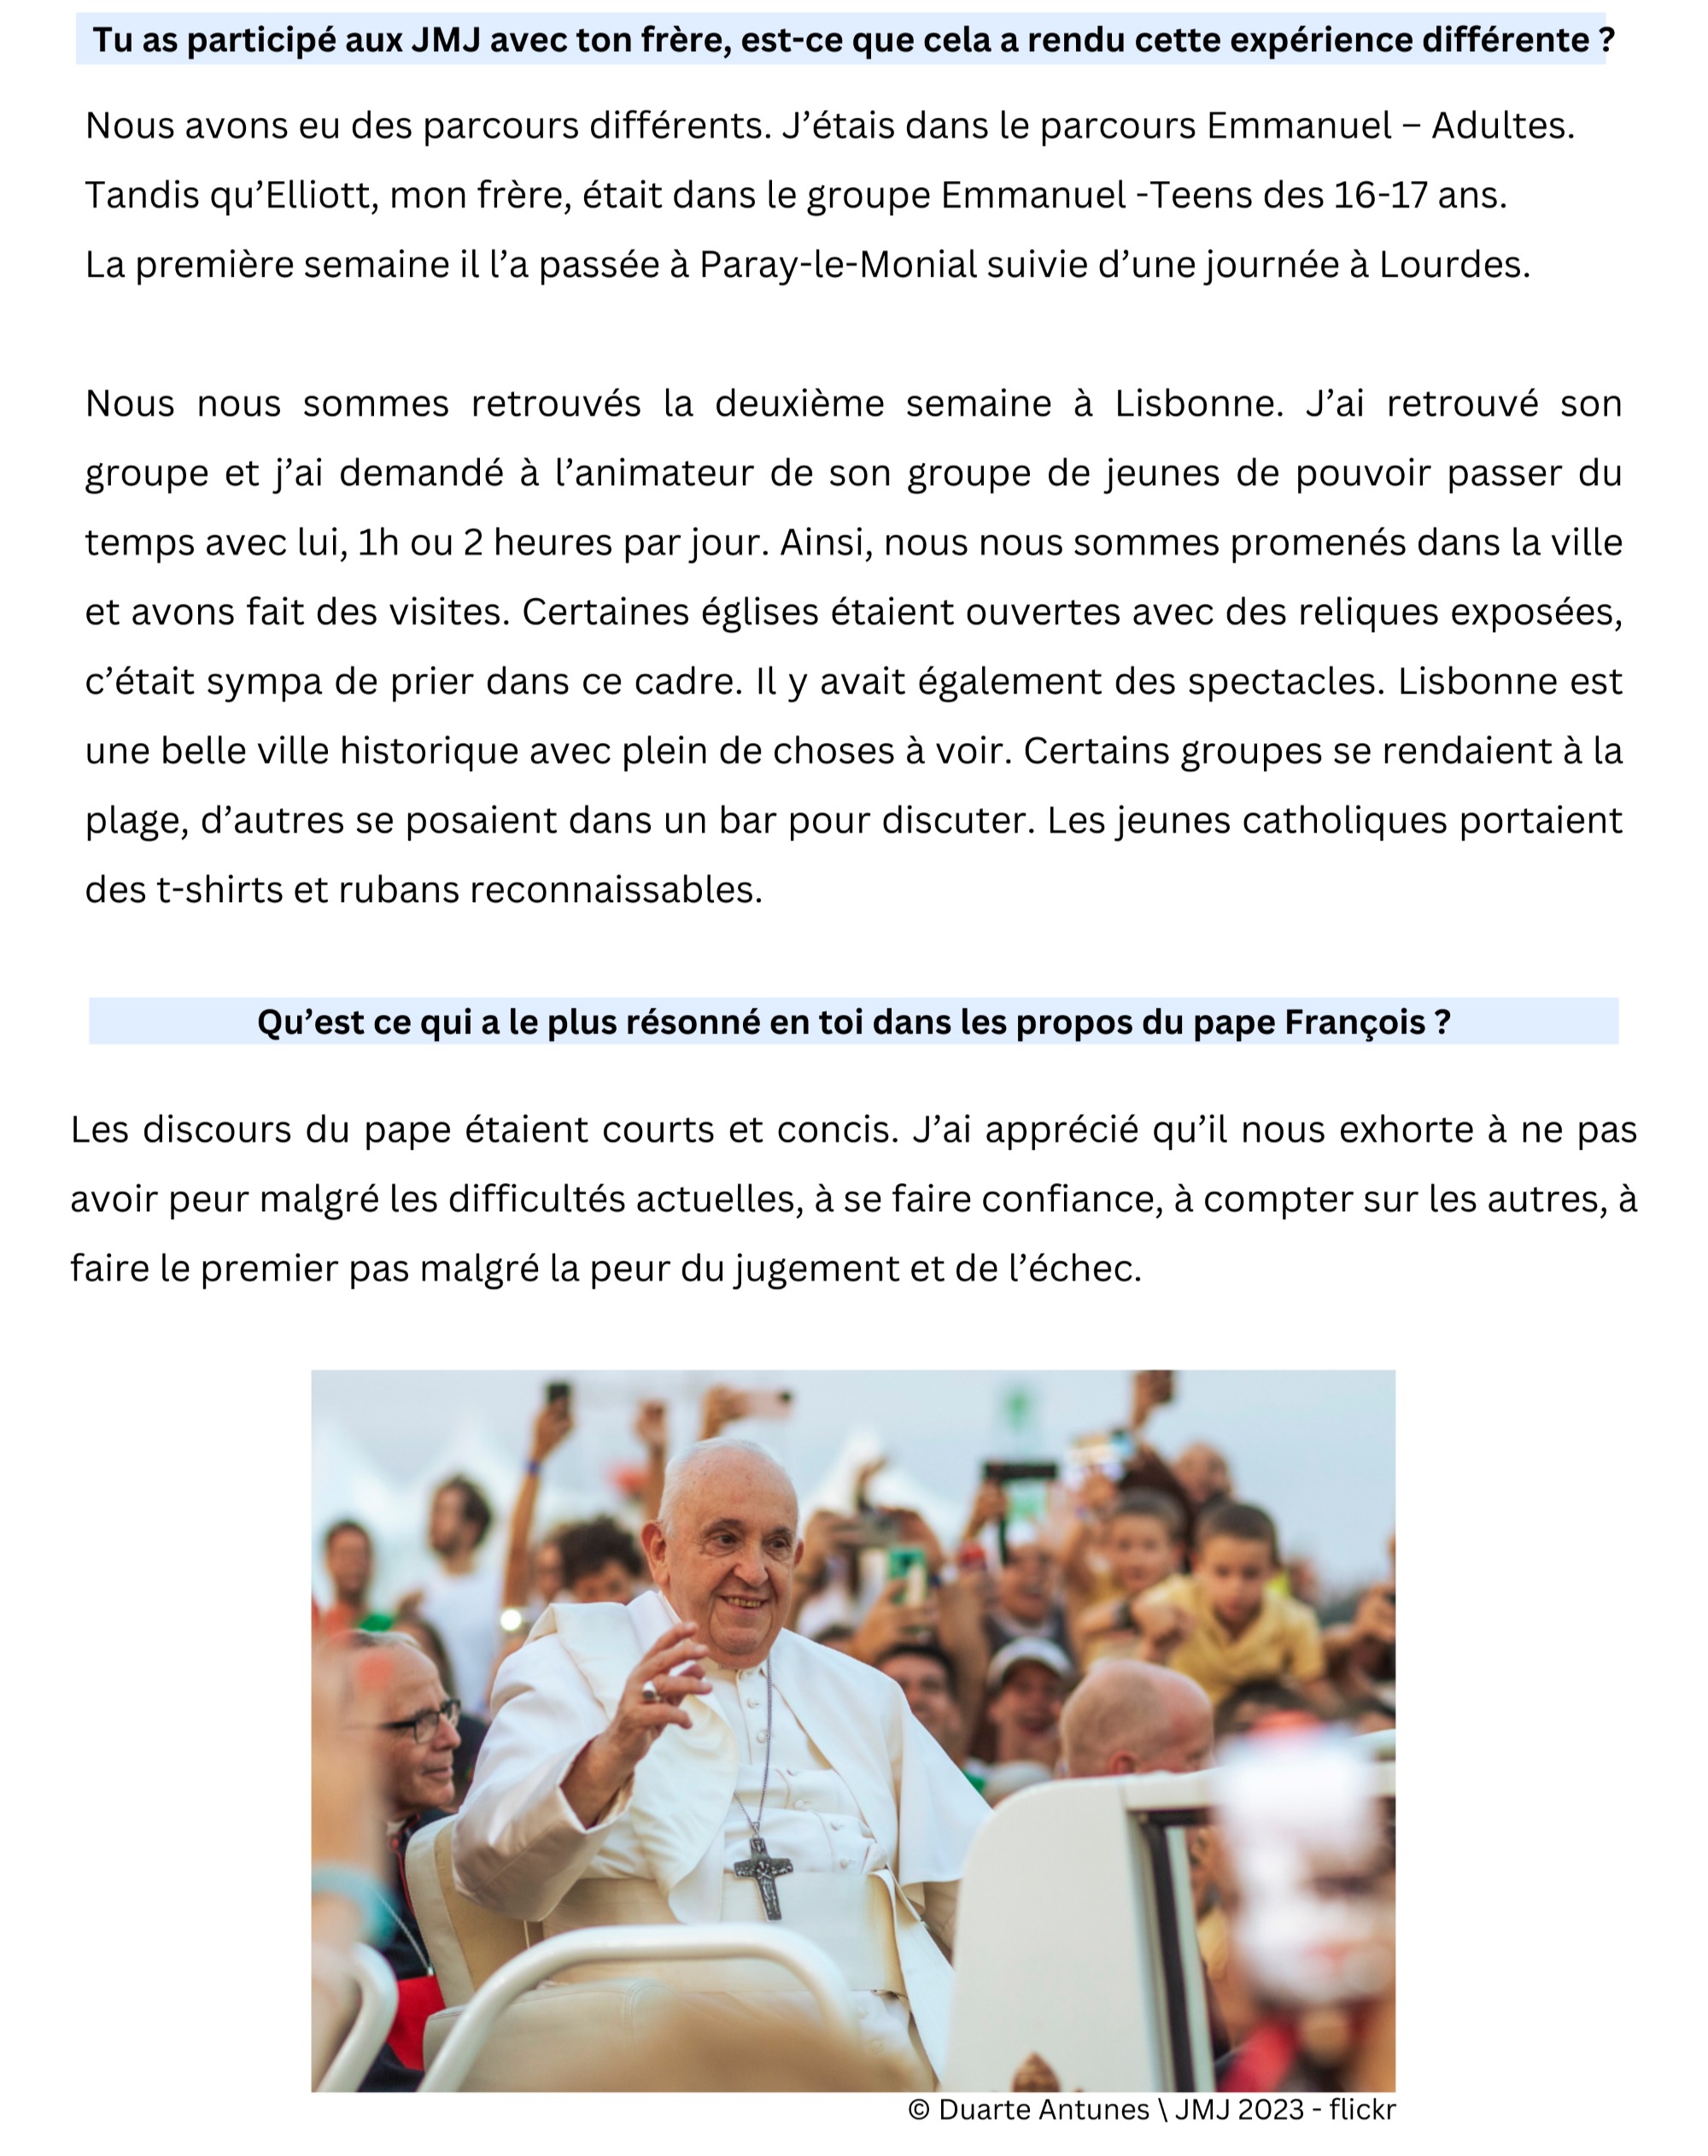 Tu as participé aux JMJ avec ton frère, est-ce que cela a rendu cette expérience différente ?
Nous avons eu des parcours différents. J’étais dans le parcours Emmanuel – Adultes.
Tandis qu’Elliott, mon frère, était dans le groupe Emmanuel -Teens des 16-17 ans.
La première semaine il l’a passée à Paray-le-Monial suivie d’une journée à Lourdes.
Nous nous sommes retrouvés la deuxième semaine à Lisbonne. J’ai retrouvé son
groupe et j’ai demandé à l’animateur de son groupe de jeunes de pouvoir passer du
temps avec lui, 1h ou 2 heures par jour. Ainsi, nous nous sommes promenés dans la ville
et avons fait des visites. Certaines églises étaient ouvertes avec des reliques exposées,
c’était sympa de prier dans ce cadre. Il y avait également des spectacles. Lisbonne est
une belle ville historique avec plein de choses à voir. Certains groupes se rendaient à la
plage, d’autres se posaient dans un bar pour discuter. Les jeunes catholiques portaient
des t-shirts et rubans reconnaissables.
Qu’est ce qui a le plus résonné en toi dans les propos du pape François ?
Les discours du pape étaient courts et concis. J’ai apprécié qu’il nous exhorte à ne pas
avoir peur malgré les difficultés actuelles, à se faire confiance, à compter sur les autres, à
faire le premier pas malgré la peur du jugement et de l’échec.
© Duarte Antunes \ JMJ 2023 - flickr